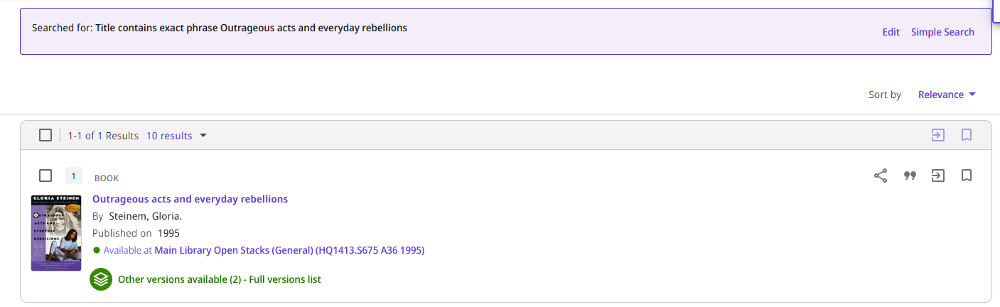 Searched for: Title contains exact phrase Outrageous acts and everyday rebellions
Edit Simple Search
Sort by Relevance
1-1 of 1 Results 10 results
1 BOOK
GLORIA STEINEM
OUTRAGEOUS
ACTS AND
EVERYDAY
REBELLIONS
Outrageous acts and everyday rebellions
By Steinem, Gloria.
Published on 1995
Available at Main Library Open Stacks (General) (HQ1413.S675 A36 1995)
Other versions available (2) - Full versions list